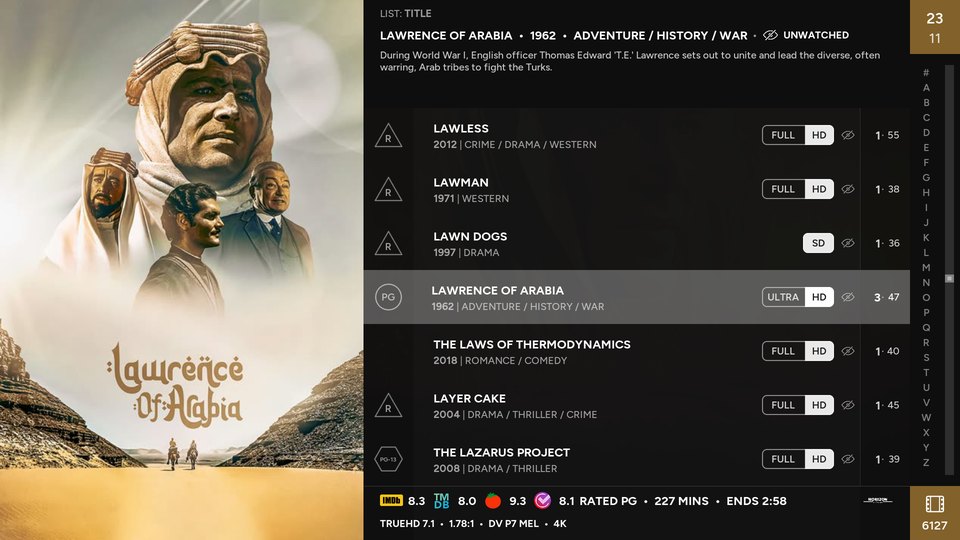 Lawrence
Of Arabia
LIST: TITLE
LAWRENCE OF ARABIA • 1962 • ADVENTURE / HISTORY / WAR • UNWATCHED
During World War I, English officer Thomas Edward 'T.E.' Lawrence sets out to unite and lead the diverse, often
warring, Arab tribes to fight the Turks.
23
11
R
LAWLESS
2012 | CRIME / DRAMA / WESTERN
FULL HD
1· 55
R
LAWMAN
1971 | WESTERN
FULL HD
1· 38
R
LAWN DOGS
1997 | DRAMA
SD
1· 36
PG
LAWRENCE OF ARABIA
1962 | ADVENTURE / HISTORY / WAR
ULTRA HD
3· 47
THE LAWS OF THERMODYNAMICS
2018 | ROMANCE / COMEDY
FULL HD
1· 40
R
LAYER CAKE
2004 | DRAMA / THRILLER / CRIME
FULL HD
1· 45
PG-13
THE LAZARUS PROJECT
2008 | DRAMA / THRILLER
FULL HD
1· 39
#
A
B
C
D
E
F
G
H
I
J
K
L
M
N
O
P
Q
R
S
T
U
V
W
X
Y
Z
IMDb 8.3 TMDB 8.0 9.3 8.1 RATED PG • 227 MINS • ENDS 2:58
HORIZON
TRUEHD 7.1 • 1.78:1 • DV P7 MEL • 4K
6127